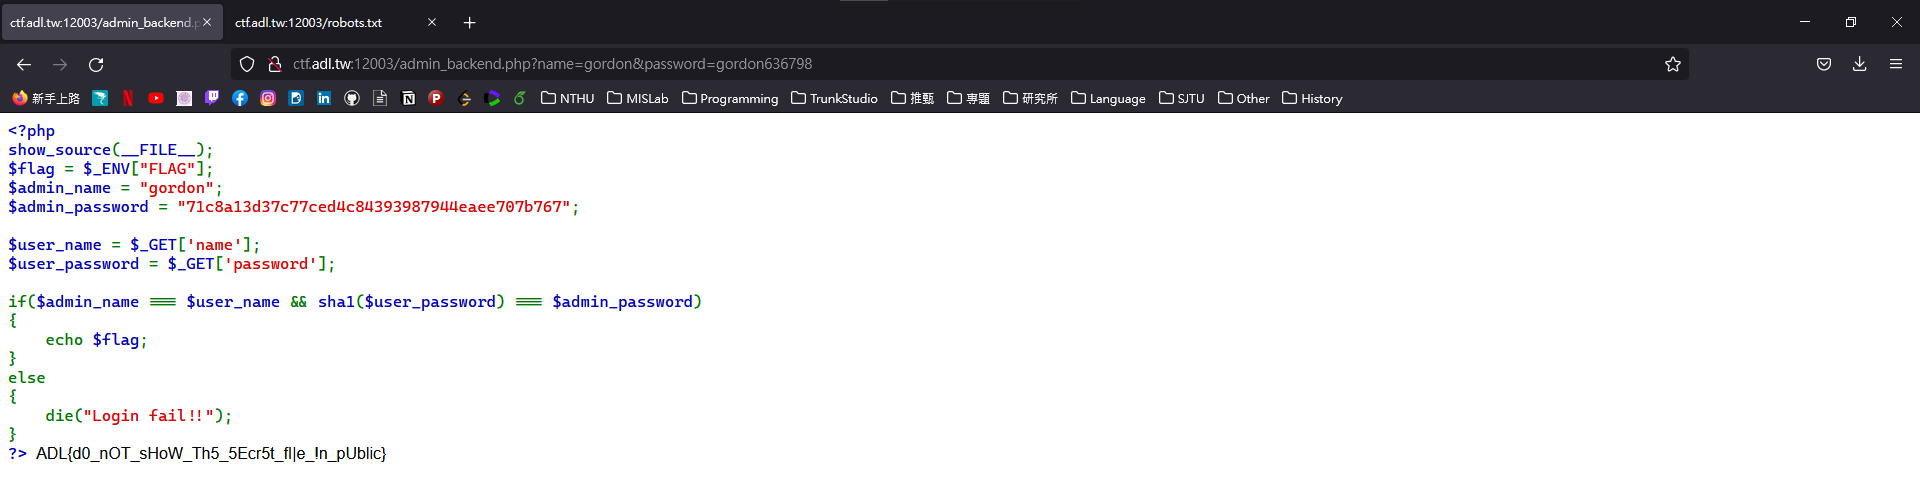 ctf.adl.tw:12003/admin_backend.p
ctf.adl.tw:12003/robots.txt
ctf.adl.tw:12003/admin_backend.php?name=gordon&password=gordon636798
新手上路 NTHU MISLab Programming TrunkStudio 推甄 專題 研究所 Language SJTU Other History
<?php
show_source(__FILE__);
$flag = $_ENV["FLAG"];
$admin_name = "gordon";
$admin_password = "71c8a13d37c77ced4c84393987944eaee707b767";
$user_name = $_GET['name'];
$user_password = $_GET['password'];
if($admin_name === $user_name && sha1($user_password) === $admin_password)
{
echo $flag;
}
else
{
die("Login fail!!");
}
?> ADL{d0_nOT_sHoW_Th5_5Ecr5t_fI|e_!n_pUblic}